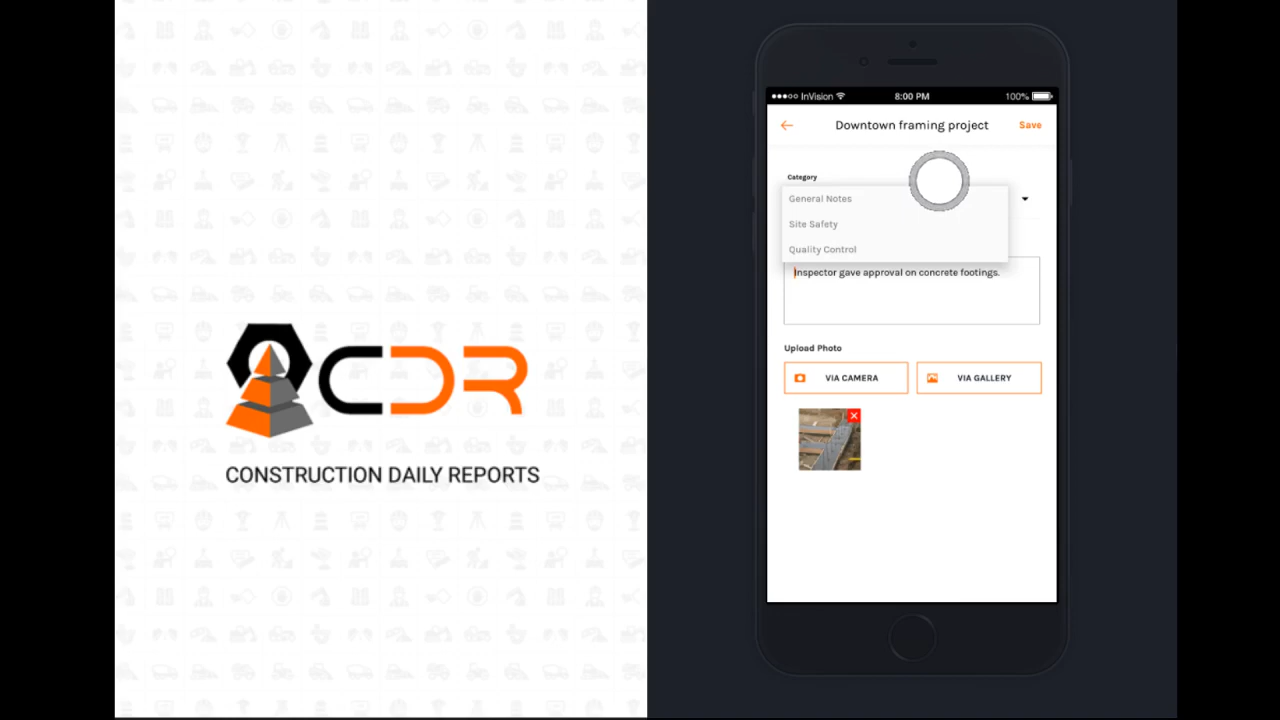 CDR
CONSTRUCTION DAILY REPORTS
InVision
8:00 PM
100%
Downtown framing project
Save
Category
General Notes
Site Safety
Quality Control
Inspector gave approval on concrete footings.
Upload Photo
VIA CAMERA
VIA GALLERY